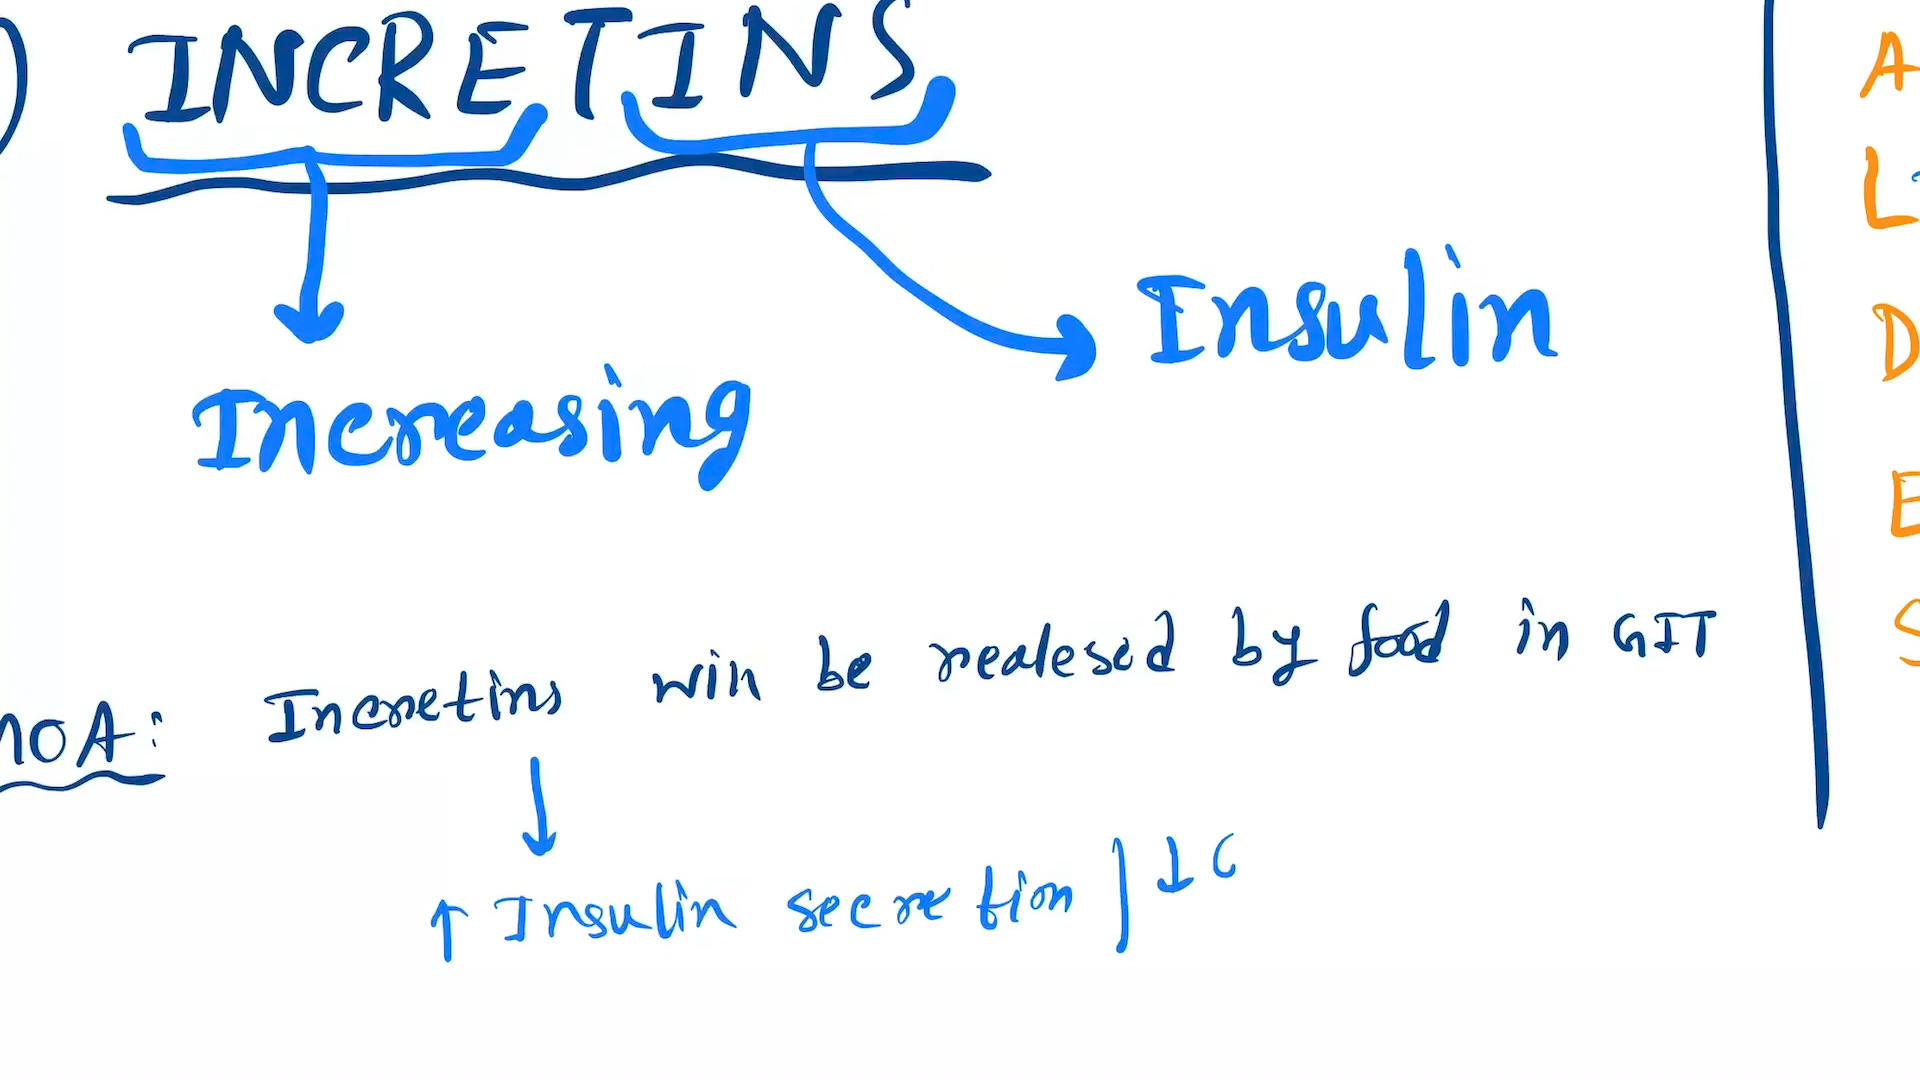 INCRETINS
Insulin
Increasing
MOA: Incretins will be realesed by food in GIT
↑ Insulin secretion ] ↓ G
A
L
D
E
S